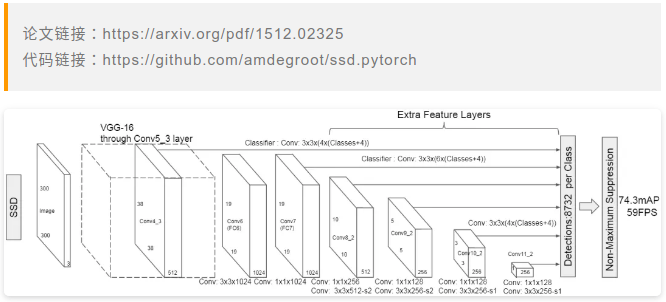 论文链接：https://arxiv.org/pdf/1512.02325
代码链接：https://github.com/amdegroot/ssd.pytorch
Extra Feature Layers
VGG-16
through Conv5_3 layer
Classifier : Conv: 3x3x(4x(Classes+4))
Classifier : Conv: 3x3x(6x(Classes+4))
SSD
300
Image
300
3
38
Conv4_3
38
512
19
Conv6
(FC6)
19
1024
19
Conv7
(FC7)
19
1024
10
Conv8_2
10
512
5
Conv9_2
5
256
Conv: 3x3x(4x(Classes+4))
3
Conv10_2
3
256
Conv11_2
256
Detections:8732 per Class
Non-Maximum Suppression
74.3mAP
59FPS
Conv: 3x3x1024
Conv: 1x1x1024
Conv: 1x1x256
Conv: 3x3x512-s2
Conv: 1x1x128
Conv: 3x3x256-s2
Conv: 1x1x128
Conv: 3x3x256-s1
Conv: 1x1x128
Conv: 3x3x256-s1